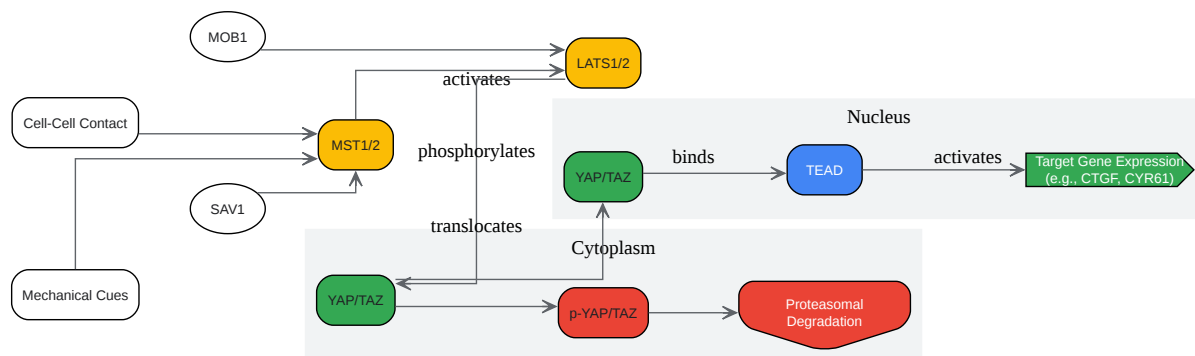 MOB1
LATS1/2
activates
Cell-Cell Contact
MST1/2
Nucleus
phosphorylates
binds
activates
YAP/TAZ
TEAD
Target Gene Expression
(e.g., CTGF, CYR61)
SAV1
translocates
Cytoplasm
Mechanical Cues
YAP/TAZ
p-YAP/TAZ
Proteasomal
Degradation